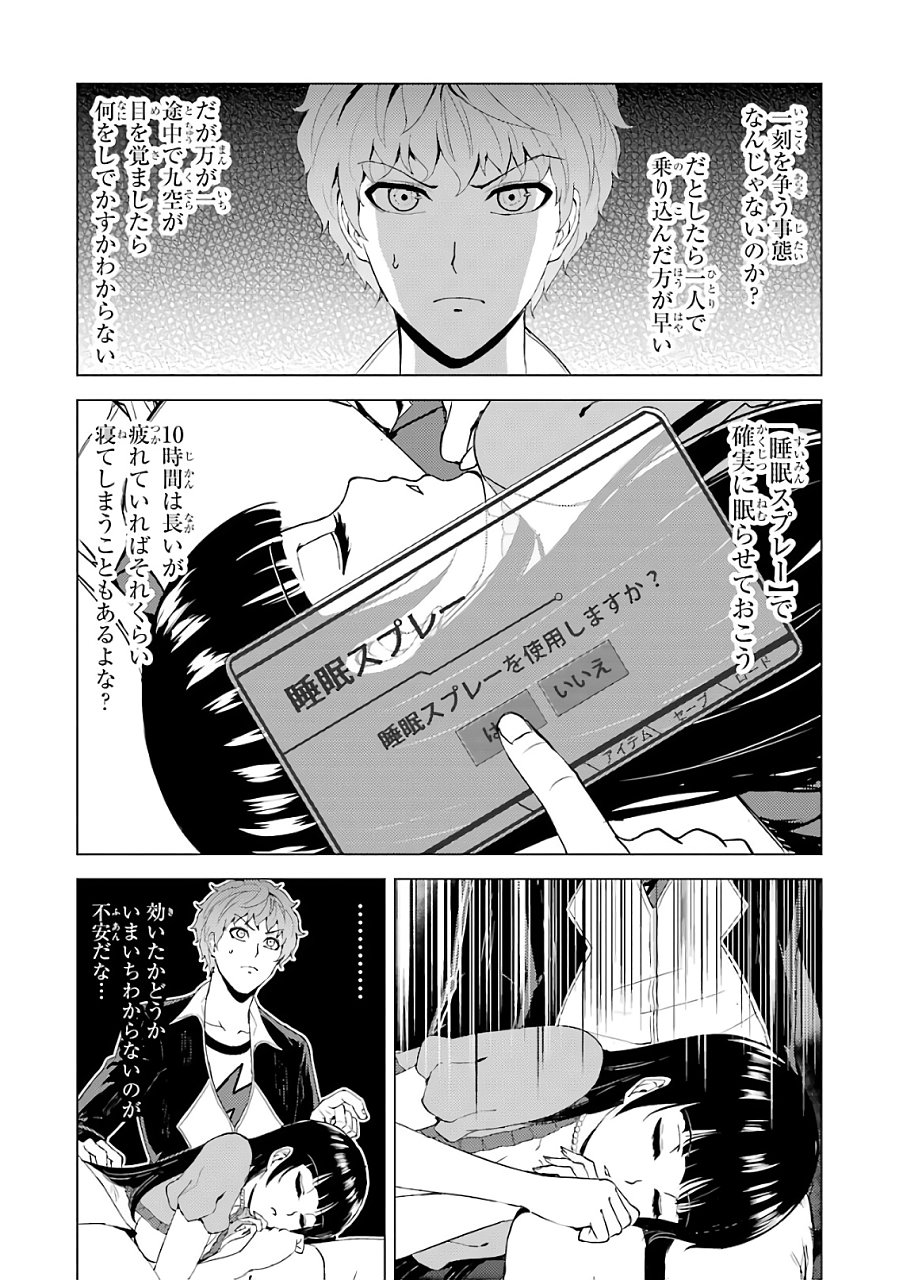 一刻を争う事態
なんじゃないのか?
だとしたら一人で
乗り込んだ方が早い
だが万が一
途中で九空が
目を覚ましたら
何をしでかすかわからない
【睡眠スプレー】で
確実に眠らせておこう
睡眠スプレー
睡眠スプレーを使用しますか?
は
いいえ
アイテム
セーブ
ロード
10時間は長いが
疲れていればそれくらい
寝てしまうこともあるよな?
………
効いたかどうか
いまいちわからないのが
不安だな…